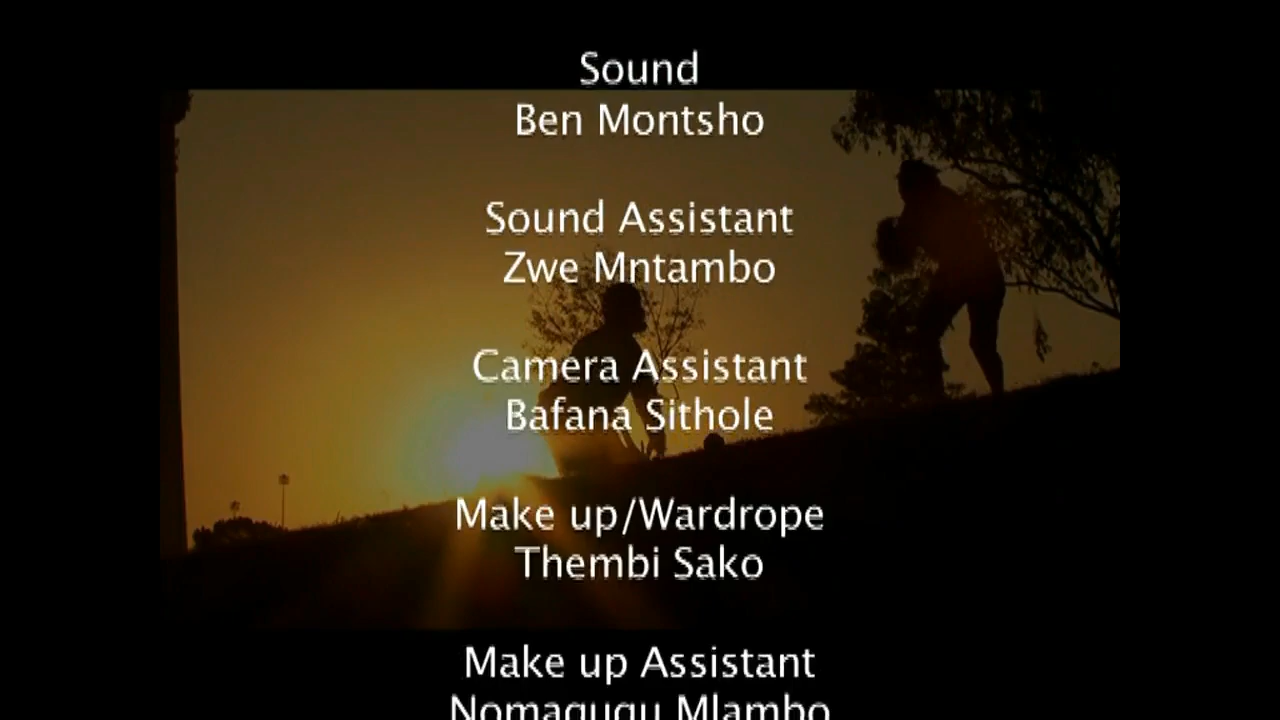 Sound
Ben Montsho
Sound Assistant
Zwe Mntambo
Camera Assistant
Bafana Sithole
Make up/Wardrope
Thembi Sako
Make up Assistant
Nomagugu Mlambo